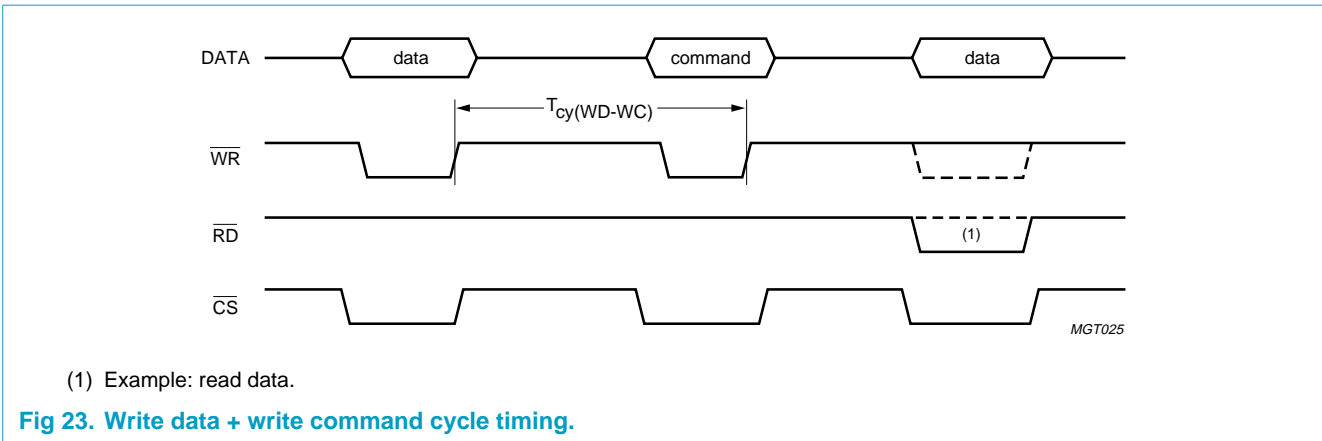 DATA
data
command
data
Tcy(WD-WC)
WR
RD
(1)
CS
MGT025
(1) Example: read data.
Fig 23. Write data + write command cycle timing.